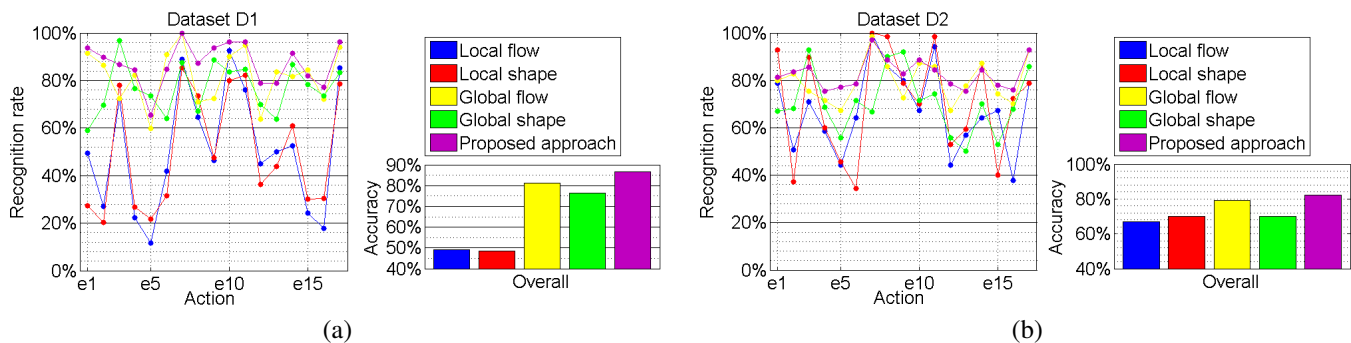 Dataset D1
100%
80%
60%
40%
20%
0%
Recognition rate
e1 e5 e10 e15
Action
Local flow
Local shape
Global flow
Global shape
Proposed approach
90%
80%
70%
60%
50%
40%
Accuracy
Overall
(a)
Dataset D2
100%
80%
60%
40%
20%
0%
Recognition rate
e1 e5 e10 e15
Action
Local flow
Local shape
Global flow
Global shape
Proposed approach
100%
80%
60%
40%
Accuracy
Overall
(b)